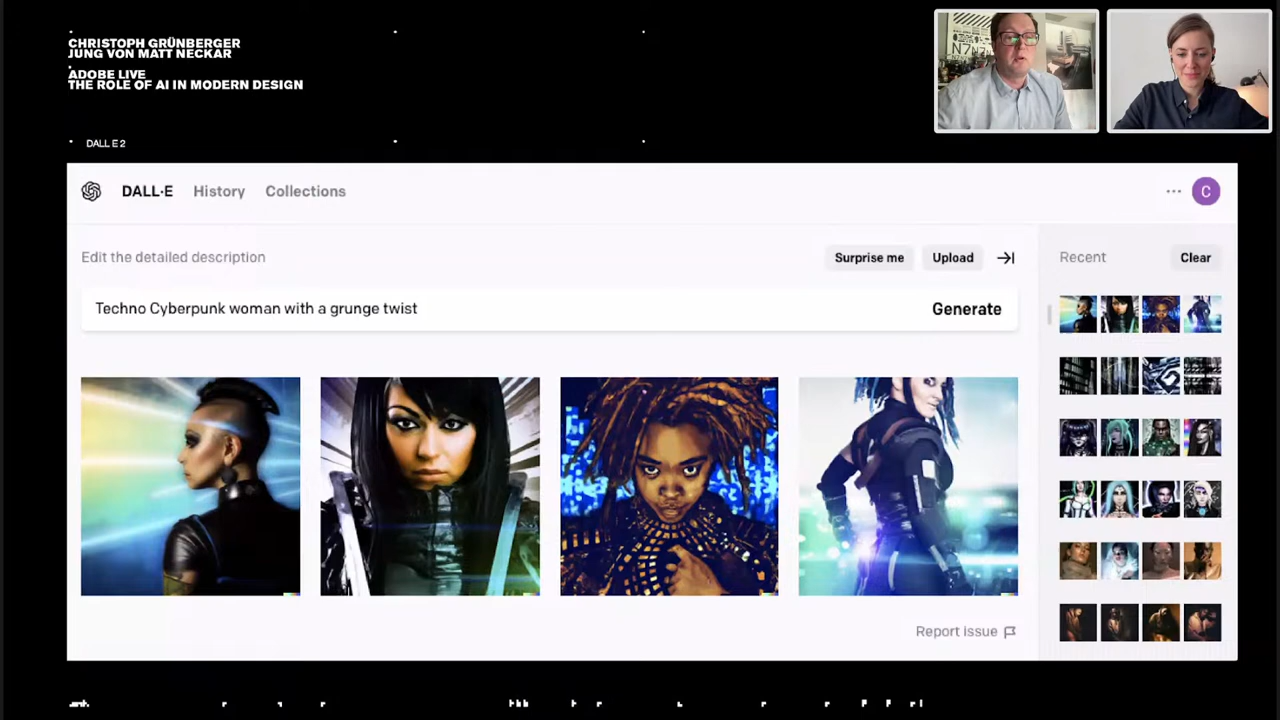 CHRISTOPH GRÜNBERGER
JUNG VON MATT NECKAR
ADOBE LIVE
THE ROLE OF AI IN MODERN DESIGN
DALL E 2
DALL·E History Collections
C
Edit the detailed description
Surprise me
Upload
Recent
Clear
Techno Cyberpunk woman with a grunge twist
Generate
Report issue